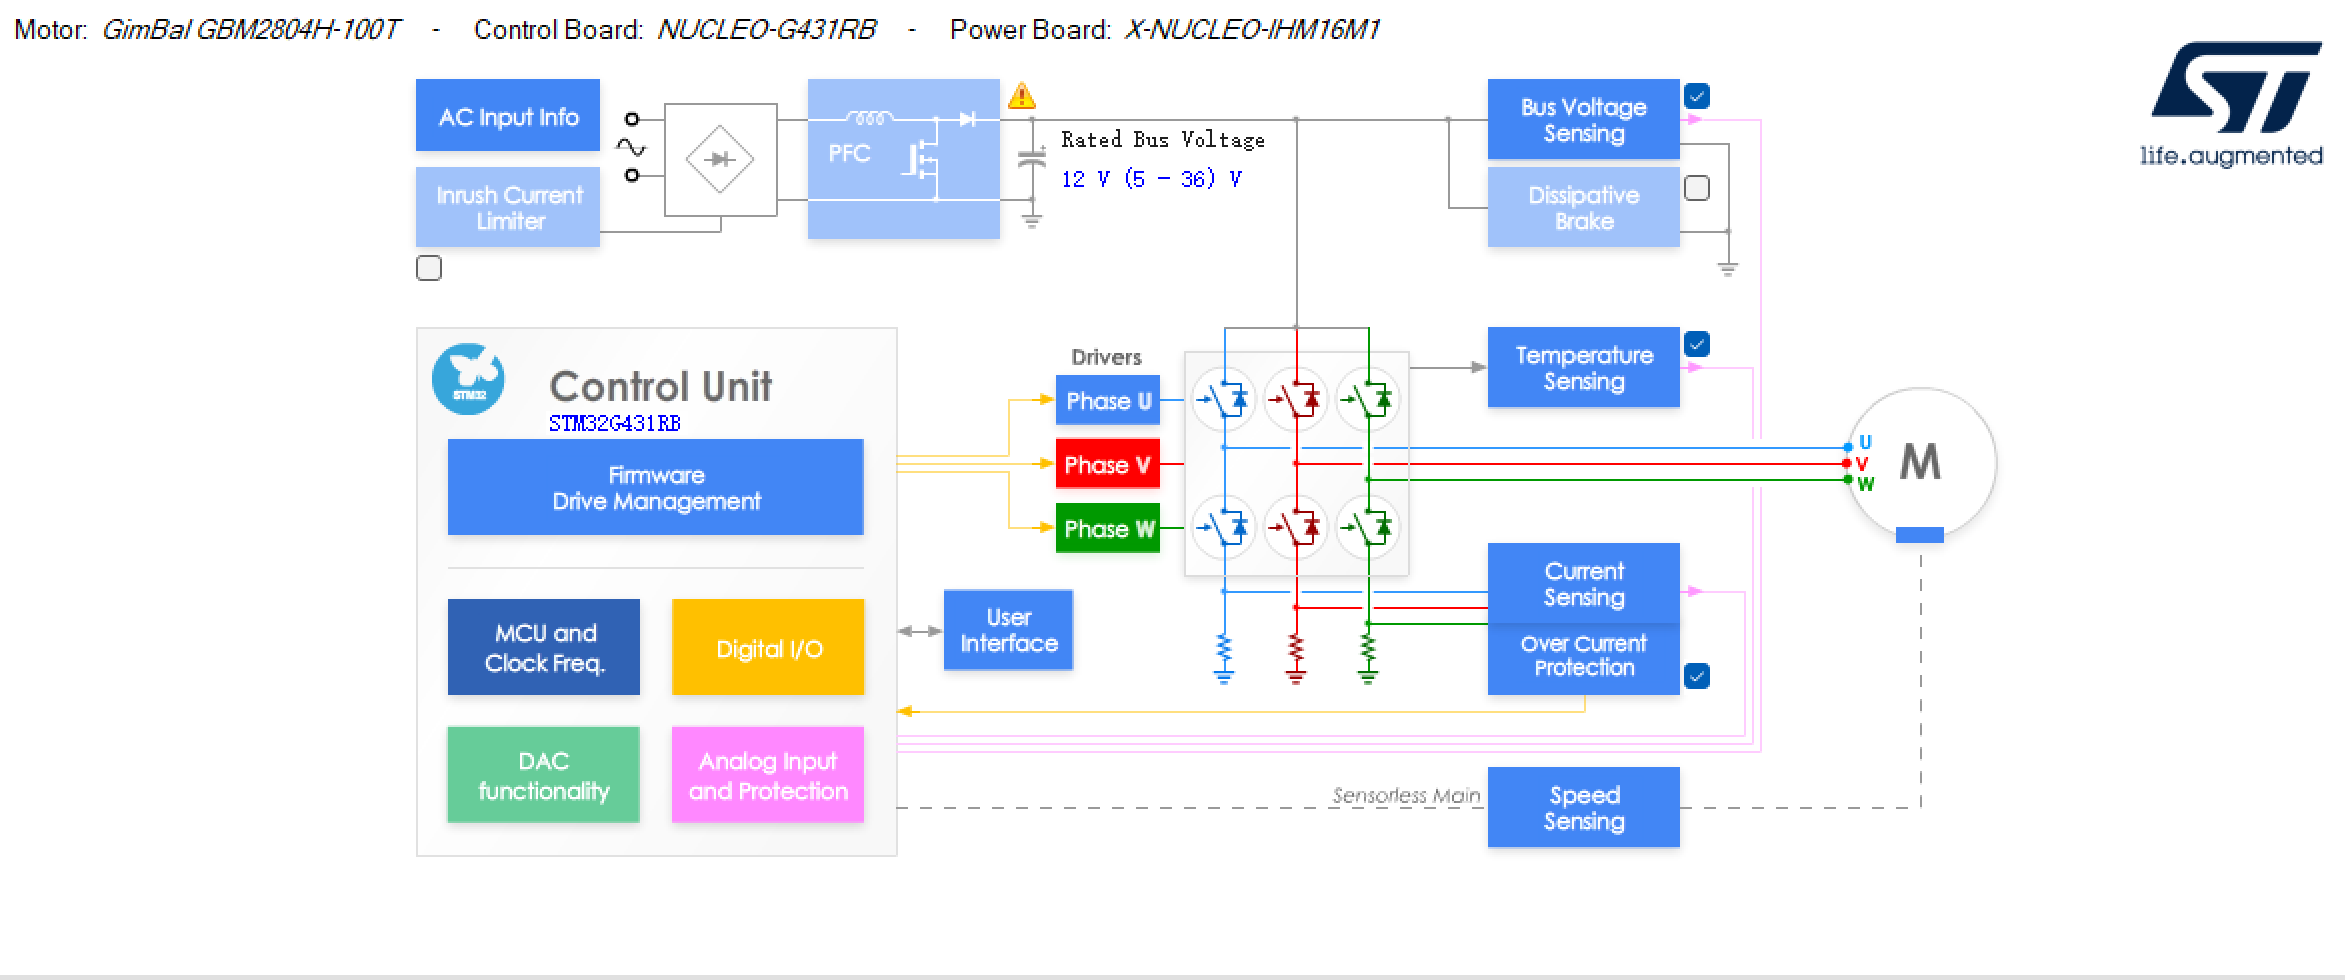 Motor: GimBal GBM2804H-100T - Control Board: NUCLEO-G431RB - Power Board: X-NUCLEO-IHM16M1
ST
life.augmented
AC Input Info
Inrush Current
Limiter
PFC
Rated Bus Voltage
12 V (5 - 36) V
Bus Voltage
Sensing
Dissipative
Brake
STM32
Control Unit
STM32G431RB
Firmware
Drive Management
MCU and
Clock Freq.
Digital I/O
DAC
functionality
Analog Input
and Protection
User
Interface
Drivers
Phase U
Phase V
Phase W
Temperature
Sensing
U
V
W
M
Current
Sensing
Over Current
Protection
Sensorless Main
Speed
Sensing